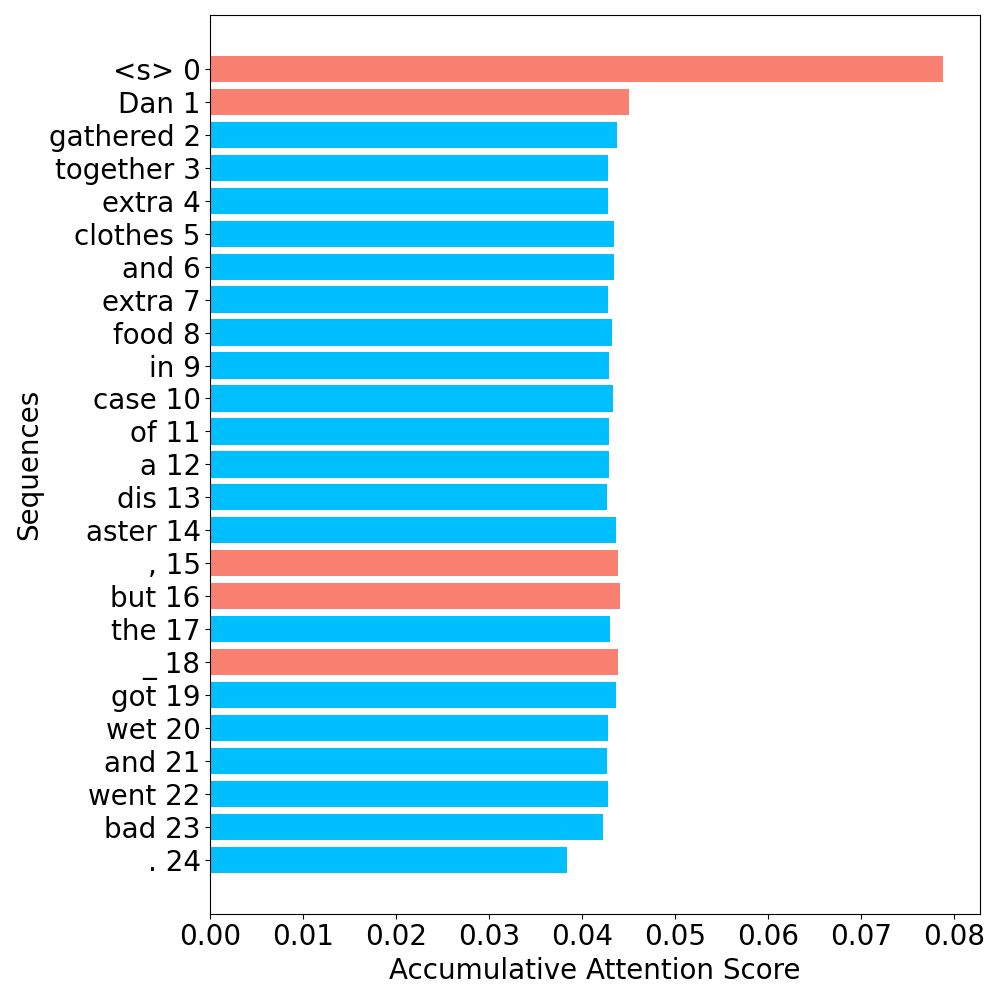 <s> 0
Dan 1
gathered 2
together 3
extra 4
clothes 5
and 6
extra 7
food 8
in 9
case 10
of 11
a 12
dis 13
aster 14
, 15
but 16
the 17
_ 18
got 19
wet 20
and 21
went 22
bad 23
. 24
Sequences
0.00 0.01 0.02 0.03 0.04 0.05 0.06 0.07 0.08
Accumulative Attention Score